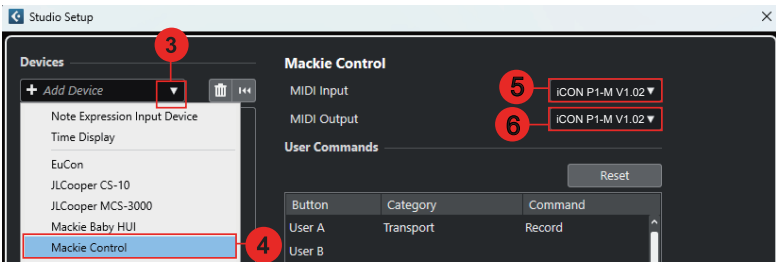 Studio Setup
3
Devices
Add Device
Note Expression Input Device
Time Display
EuCon
JLCooper CS-10
JLCooper MCS-3000
Mackie Baby HUI
Mackie Control
4
Mackie Control
MIDI Input
5
iCON P1-M V1.02
MIDI Output
6
iCON P1-M V1.02
User Commands
Reset
Button Category Command
User A Transport Record
User B